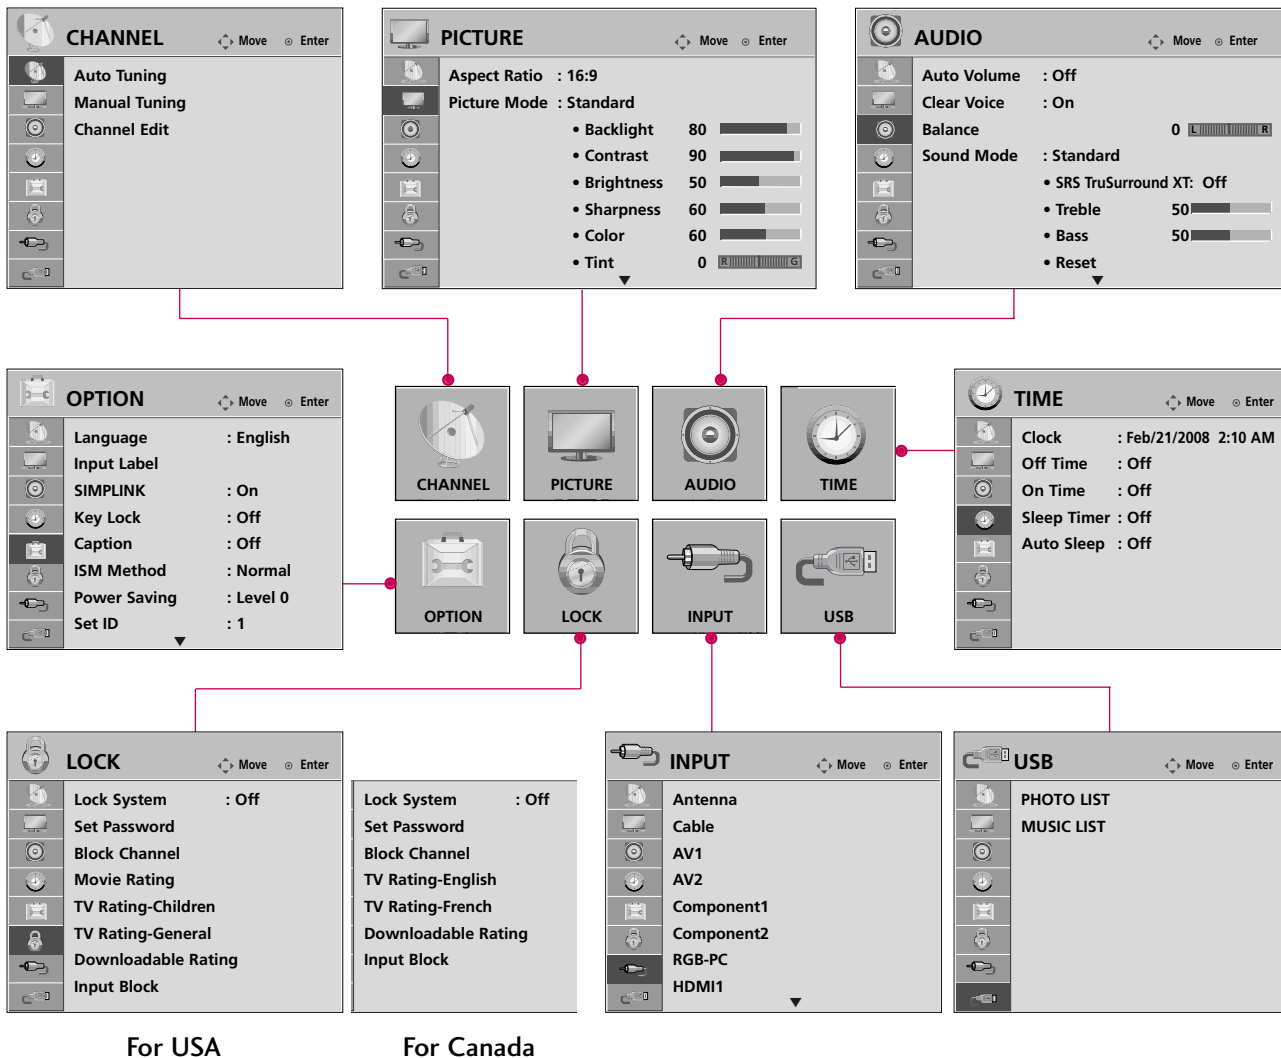 CHANNEL Move Enter
Auto Tuning
Manual Tuning
Channel Edit
PICTURE Move Enter
Aspect Ratio : 16:9
Picture Mode : Standard
• Backlight 80
• Contrast 90
• Brightness 50
• Sharpness 60
• Color 60
• Tint 0 R G
AUDIO Move Enter
Auto Volume : Off
Clear Voice : On
Balance 0 L R
Sound Mode : Standard
• SRS TruSurround XT: Off
• Treble 50
• Bass 50
• Reset
OPTION Move Enter
Language : English
Input Label
SIMPLINK : On
Key Lock : Off
Caption : Off
ISM Method : Normal
Power Saving : Level 0
Set ID : 1
CHANNEL
PICTURE
AUDIO
TIME
OPTION
LOCK
INPUT
USB
TIME Move Enter
Clock : Feb/21/2008 2:10 AM
Off Time : Off
On Time : Off
Sleep Timer : Off
Auto Sleep : Off
LOCK Move Enter
Lock System : Off
Set Password
Block Channel
Movie Rating
TV Rating-Children
TV Rating-General
Downloadable Rating
Input Block
For USA
Lock System : Off
Set Password
Block Channel
TV Rating-English
TV Rating-French
Downloadable Rating
Input Block
For Canada
INPUT Move Enter
Antenna
Cable
AV1
AV2
Component1
Component2
RGB-PC
HDMI1
USB Move Enter
PHOTO LIST
MUSIC LIST